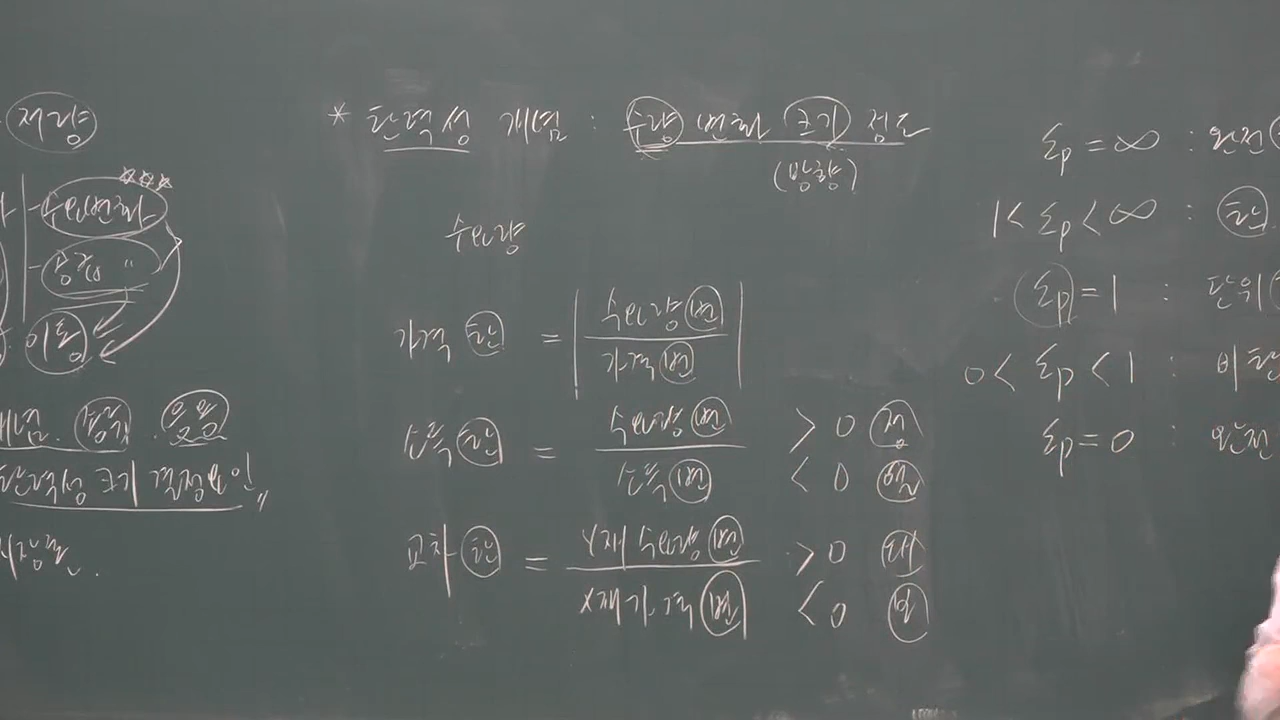 저량
수요변화
공급 〃
이동
개념. 종류. 응용
탄력성 크기 결정요인"
* 탄력성 개념 : 수량 변화 크기 정도
(방향)
수요량
가격 탄 = | 수요량 변 / 가격 변 |
소득 탄 = 수요량 변 / 소득 변 > 0 정
< 0 열
교차 탄 = Y재 수요량 변 / X재 가격 변 > 0 대
< 0 보
εp = ∞ : 완전
1 < εp < ∞ : 탄
εp = 1 : 단위
0 < εp < 1 : 비탄
εp = 0 : 완전